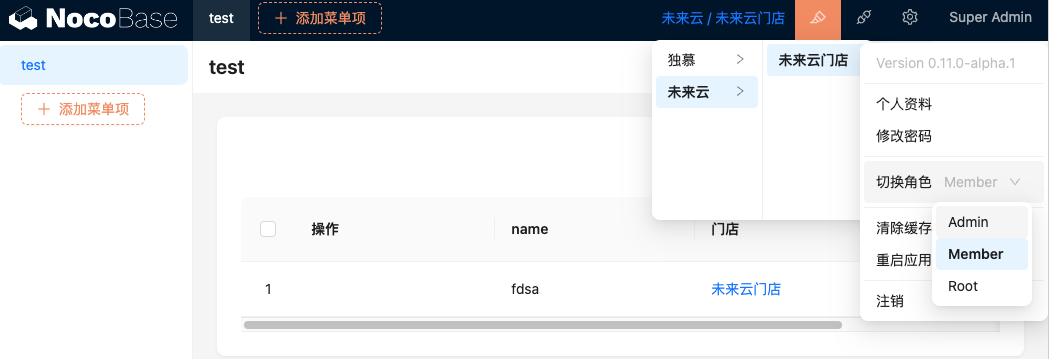 NocoBase
test
添加菜单项
未来云 / 未来云门店
Super Admin
test
添加菜单项
test
独慕
未来云
未来云门店
Version 0.11.0-alpha.1
个人资料
修改密码
切换角色 Member
清除缓存
重启应用
注销
Admin
Member
Root
操作 name 门店
1 fdsa 未来云门店